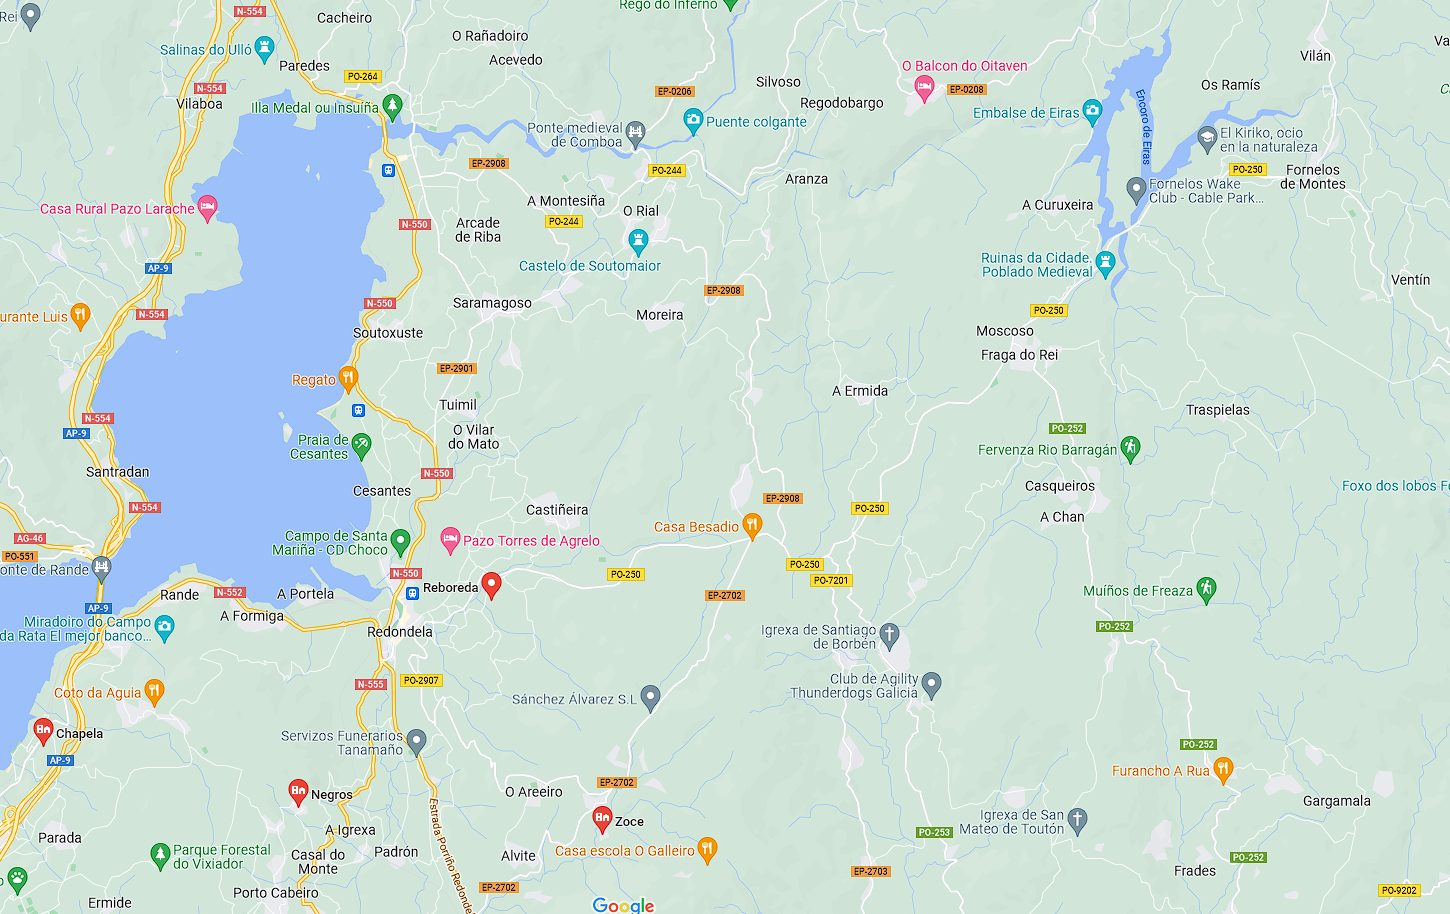 Rei
N-554
Cacheiro
Rego do Inferno
O Rañadoiro
Salinas do Ulló
Acevedo
Paredes
PO-264
Vilán
Va
O Balcon do Oitaven
Silvoso
N-554
Vilaboa
EP-0206
Regodobargo
EP-0208
Os Ramís
Illa Medal ou Insuíña
Embalse de Eiras
Encoro de Eiras
Puente colgante
Ponte medieval
de Comboa
El Kiriko, ocio
en la naturaleza
EP-2908
PO-244
Aranza
PO-250
Fornelos
de Montes
Fornelos Wake
Club - Cable Park...
Casa Rural Pazo Larache
A Montesiña
O Rial
A Curuxeira
PO-244
N-550
Arcade
de Riba
AP-9
Castelo de Soutomaior
Ruinas da Cidade.
Poblado Medieval
Ventín
EP-2908
N-550
Saramagoso
Moreira
N-554
urante Luis
PO-250
Soutoxuste
Moscoso
Fraga do Rei
EP-2901
Regato
A Ermida
Tuimil
Traspielas
N-554
AP-9
O Vilar
do Mato
PO-252
Praia de
Cesantes
Fervenza Rio Barragán
Santradan
N-550
Cesantes
Casqueiros
Foxo dos lobos Fo
EP-2908
N-554
Castiñeira
PO-250
A Chan
Casa Besadio
AG-46
Campo de Santa
Mariña - CD Choco
Pazo Torres de Agrelo
PO-551
onte de Rande
N-550
Reboreda
PO-250
PO-250
PO-7201
Rande
N-552
A Portela
EP-2702
Muíños de Freaza
AP-9
A Formiga
Miradoiro do Campo
da Rata El mejor banco...
Redondela
Igrexa de Santiago
de Borbén
PO-252
N-555
PO-2907
Club de Agility
Thunderdogs Galicia
Coto da Aguia
Sánchez Álvarez S.L
Chapela
Servizos Funerarios
Tanamaño
PO-252
AP-9
Furancho A Rua
EP-2702
Negros
O Areeiro
Gargamala
Estrada Porriño Redonde
Zoce
Igrexa de San
Mateo de Toutón
Parada
A Igrexa
PO-253
Parque Forestal
do Vixiador
Casal do
Monte
Padrón
Alvite
Casa escola O Galleiro
PO-252
EP-2703
Frades
EP-2702
Porto Cabeiro
PO-9202
Ermide
Google